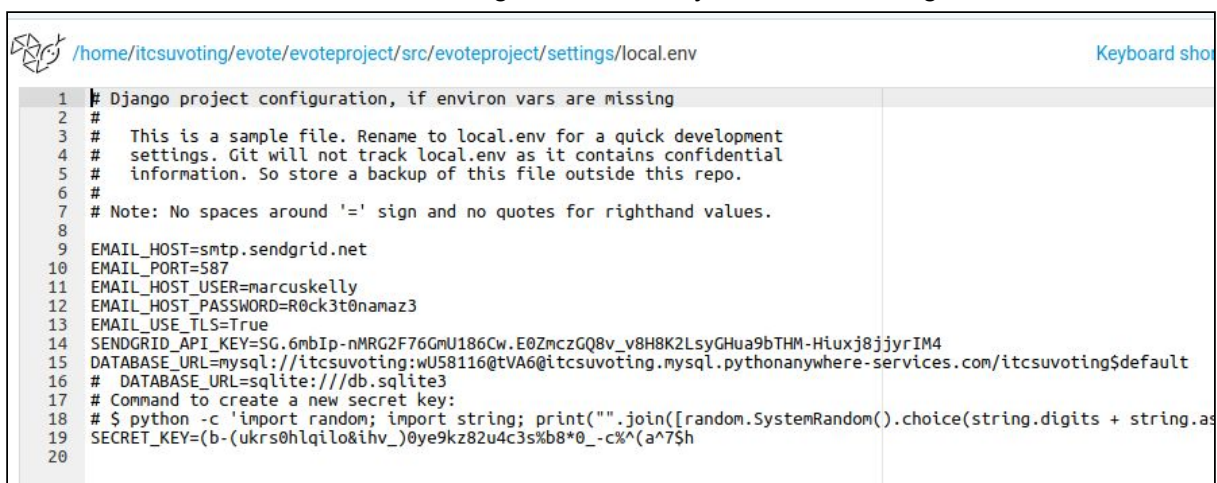 /home/itcsuvoting/evote/evoteproject/src/evoteproject/settings/local.env
Keyboard shor
1 # Django project configuration, if environ vars are missing
2 #
3 # This is a sample file. Rename to local.env for a quick development
4 # settings. Git will not track local.env as it contains confidential
5 # information. So store a backup of this file outside this repo.
6 #
7 # Note: No spaces around '=' sign and no quotes for righthand values.
8
9 EMAIL_HOST=smtp.sendgrid.net
10 EMAIL_PORT=587
11 EMAIL_HOST_USER=marcuskelly
12 EMAIL_HOST_PASSWORD=R0ck3t0namaz3
13 EMAIL_USE_TLS=True
14 SENDGRID_API_KEY=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
15 DATABASE_URL=mysql://itcsuvoting:wU58116@tVA6@itcsuvoting.mysql.pythonanywhere-services.com/itcsuvoting$default
16 # DATABASE_URL=sqlite:///db.sqlite3
17 # Command to create a new secret key:
18 # $ python -c 'import random; import string; print("".join([random.SystemRandom().choice(string.digits + string.as
19 SECRET_KEY=(b-(ukrs0hlqilo&ihv_)0ye9kz82u4c3s%b8*0_-c%^(a^7$h
20